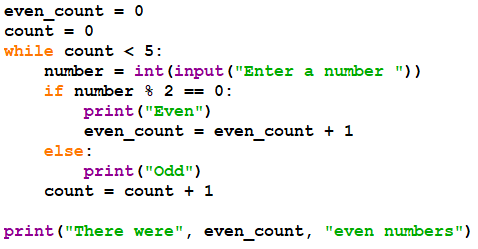 even_count = 0
count = 0
while count < 5:
    number = int(input("Enter a number "))
    if number % 2 == 0:
        print("Even")
        even_count = even_count + 1
    else:
        print("Odd")
    count = count + 1

print("There were", even_count, "even numbers")